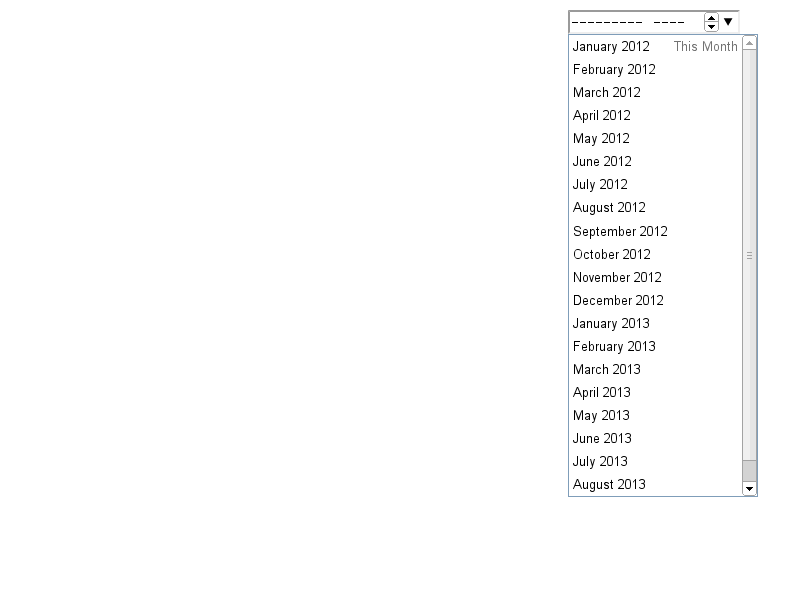 --------- ----
January 2012 This Month
February 2012
March 2012
April 2012
May 2012
June 2012
July 2012
August 2012
September 2012
October 2012
November 2012
December 2012
January 2013
February 2013
March 2013
April 2013
May 2013
June 2013
July 2013
August 2013